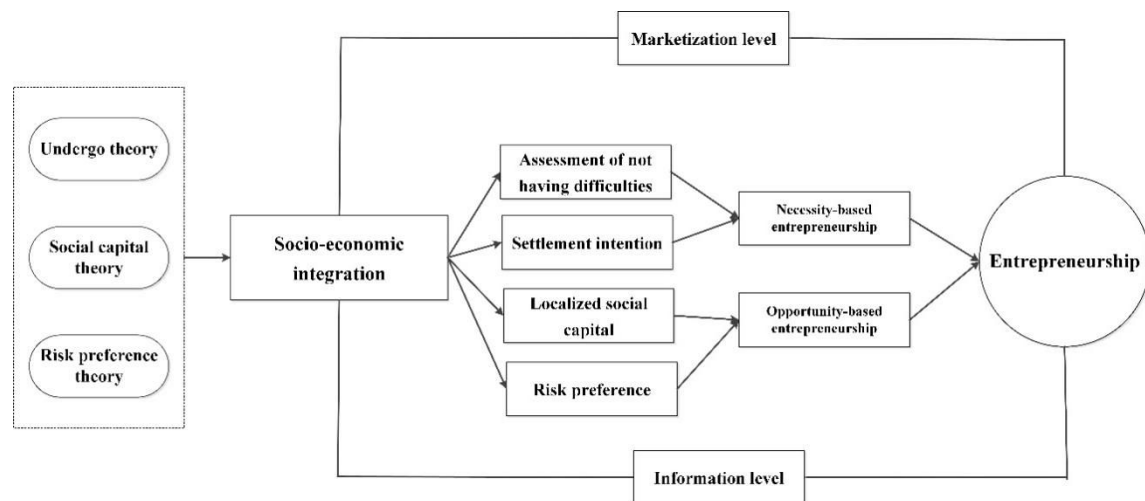 Marketization level
Undergo theory
Social capital
theory
Risk preference
theory
Socio-economic
integration
Assessment of not
having difficulties
Settlement intention
Localized social
capital
Risk preference
Necessity-based
entrepreneurship
Opportunity-based
entrepreneurship
Entrepreneurship
Information level